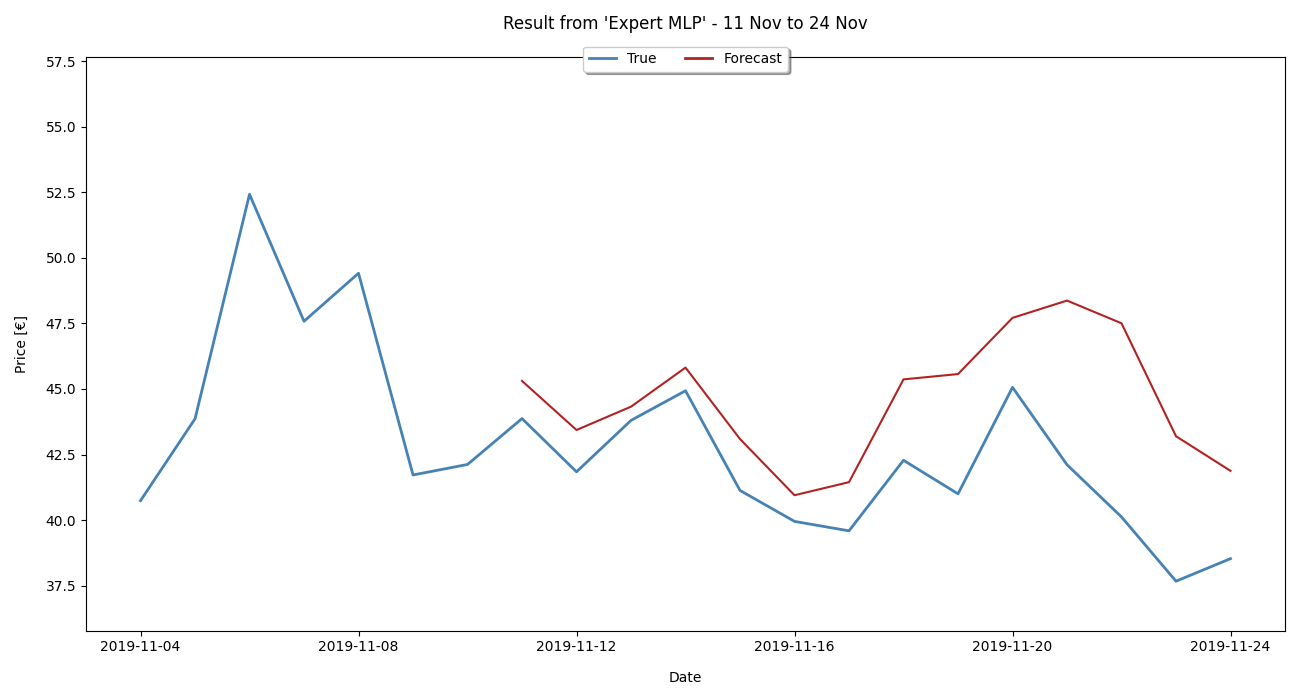 Result from 'Expert MLP' - 11 Nov to 24 Nov
True Forecast
57.5
55.0
52.5
50.0
47.5
45.0
42.5
40.0
37.5
Price [€]
2019-11-04 2019-11-08 2019-11-12 2019-11-16 2019-11-20 2019-11-24
Date